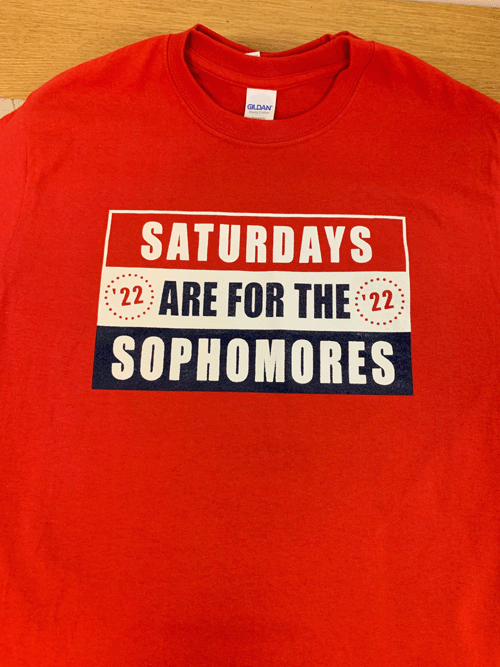 GILDAN
SATURDAYS
'22 ARE FOR THE '22
SOPHOMORES